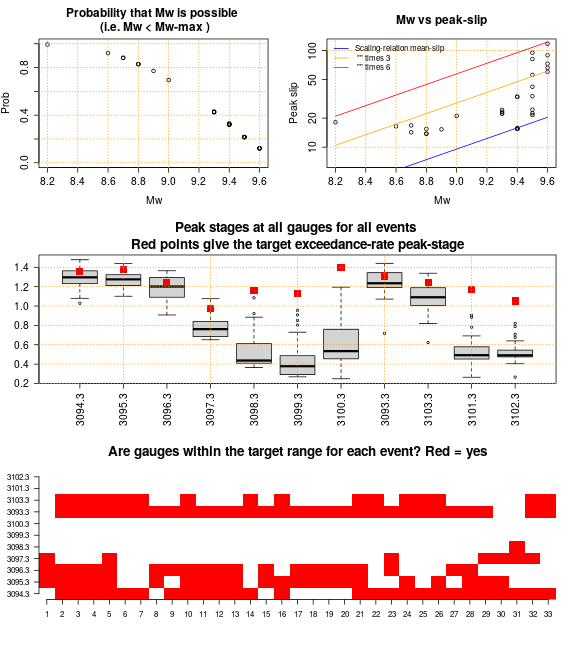 Probability that Mw is possible
(i.e. Mw < Mw-max )
Prob
0.8
0.4
0.0
8.2 8.4 8.6 8.8 9.0 9.2 9.4 9.6
Mw
Mw vs peak-slip
Peak slip
100
50
20
10
Scaling-relation mean-slip
"" times 3
"" times 6
8.2 8.4 8.6 8.8 9.0 9.2 9.4 9.6
Mw
Peak stages at all gauges for all events
Red points give the target exceedance-rate peak-stage
1.4
1.2
1.0
0.8
0.6
0.4
0.2
3094.3 3095.3 3096.3 3097.3 3098.3 3099.3 3100.3 3093.3 3103.3 3101.3 3102.3
Are gauges within the target range for each event? Red = yes
3102.3
3101.3
3103.3
3093.3
3100.3
3099.3
3098.3
3097.3
3096.3
3095.3
3094.3
1 2 3 4 5 6 7 8 9 10 11 12 13 14 15 16 17 18 19 20 21 22 23 24 25 26 27 28 29 30 31 32 33